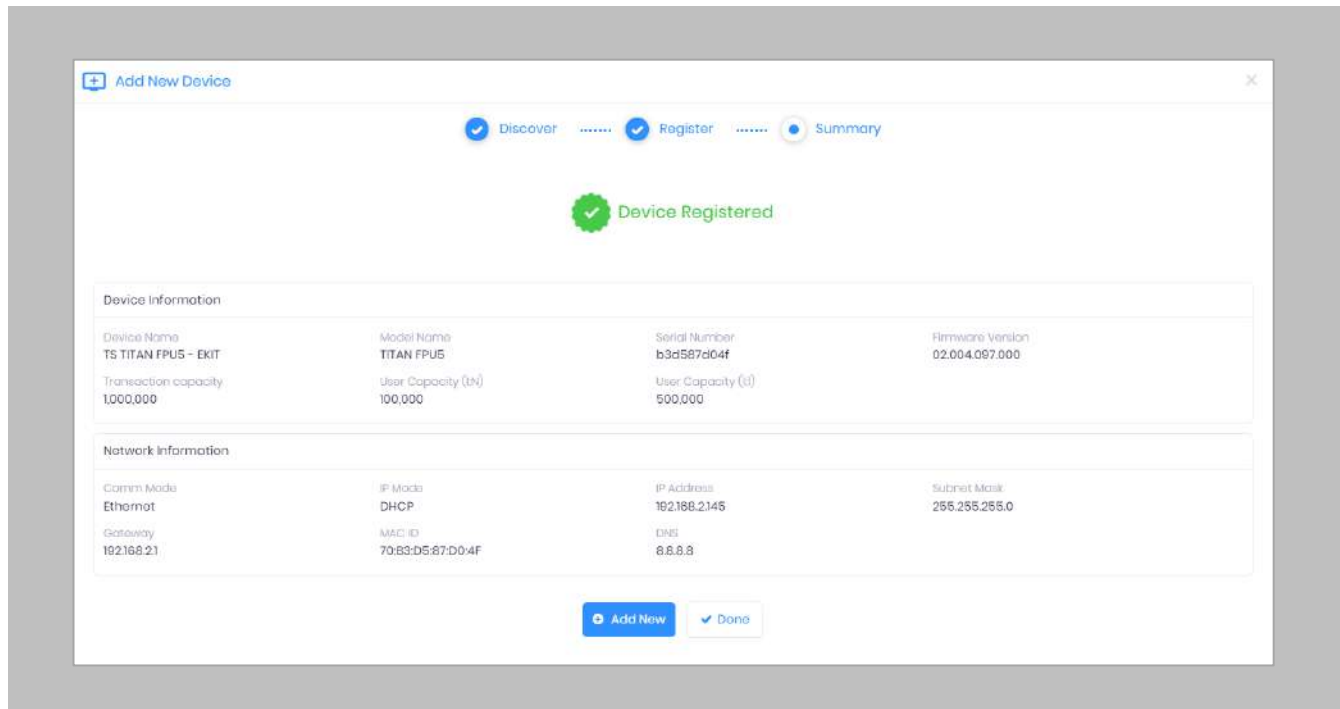 Add New Device
Discover Register Summary
Device Registered
Device Information
Device Name Model Name Serial Number Firmware Version
TS TITAN FPU5 - EKIT TITAN FPU5 b3d587d04f 02.004.097.000
Transaction capacity User Capacity (1:N) User Capacity (1:1)
1,000,000 100,000 500,000
Network Information
Comm Mode IP Mode IP Address Subnet Mask
Ethernet DHCP 192.168.2.145 255.255.255.0
Gateway MAC ID DNS
192.168.2.1 70:B3:D5:87:D0:4F 8.8.8.8
Add New Done